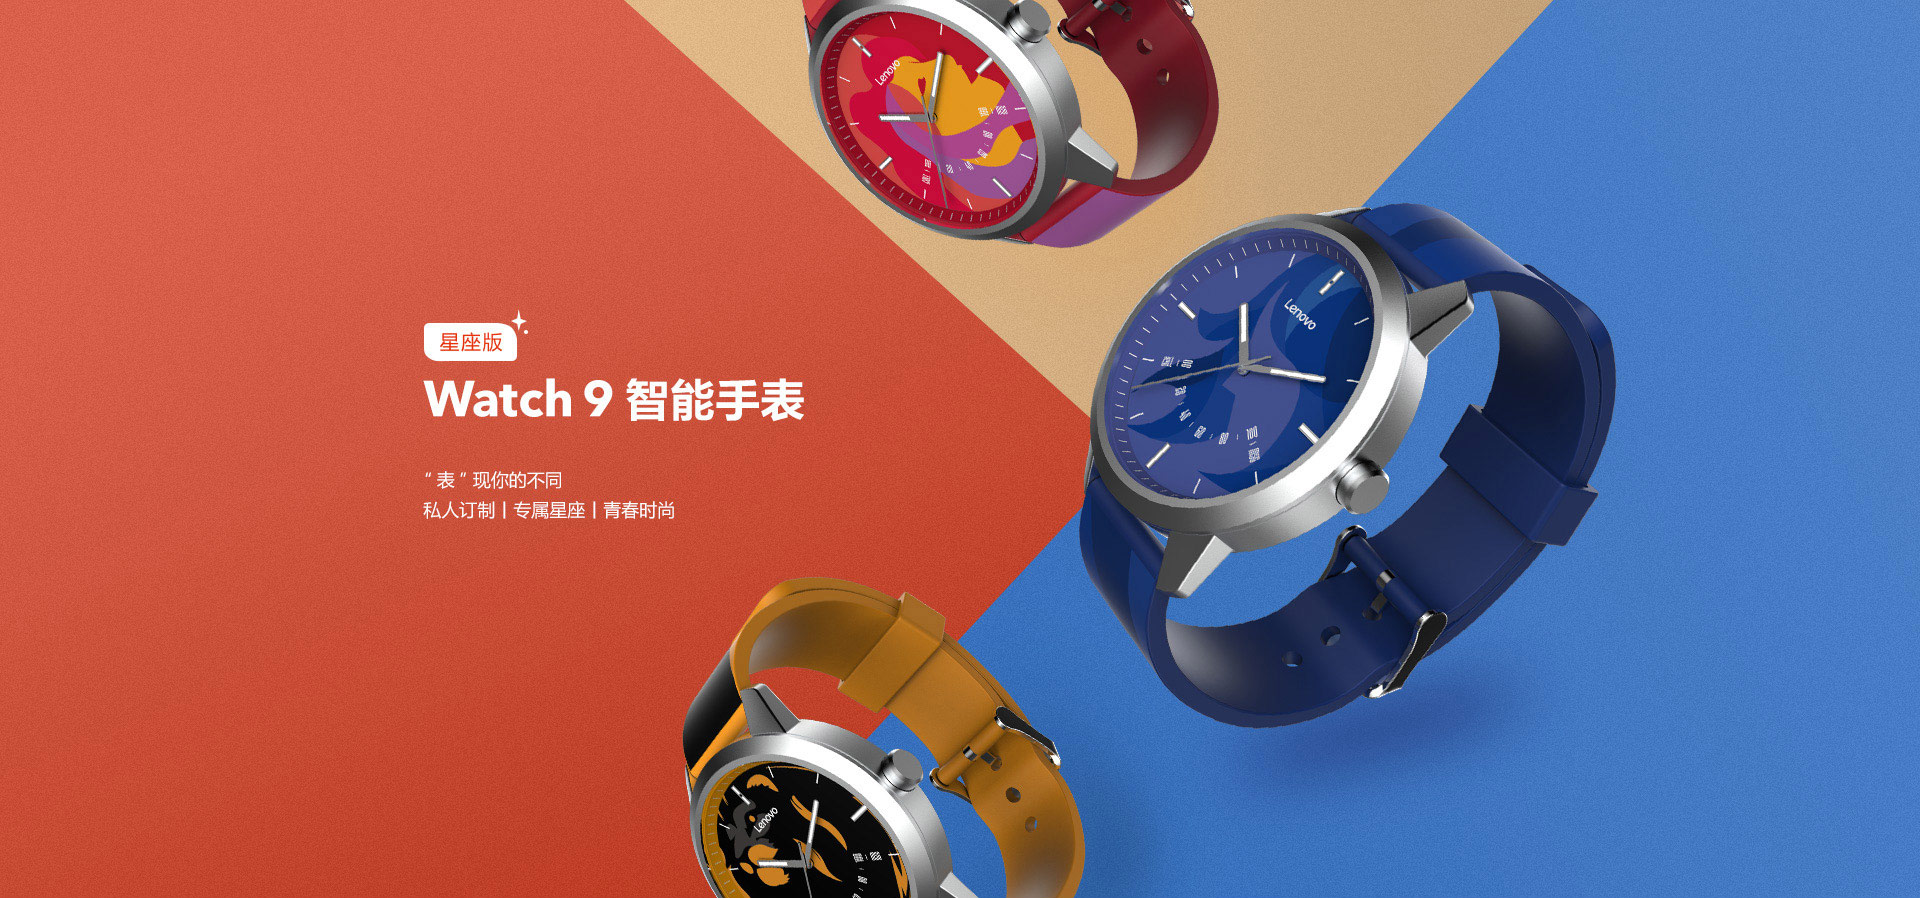 星座版
Watch 9 智能手表
“ 表 ” 现你的不同
私人订制 | 专属星座 | 青春时尚
Lenovo
Lenovo
Lenovo